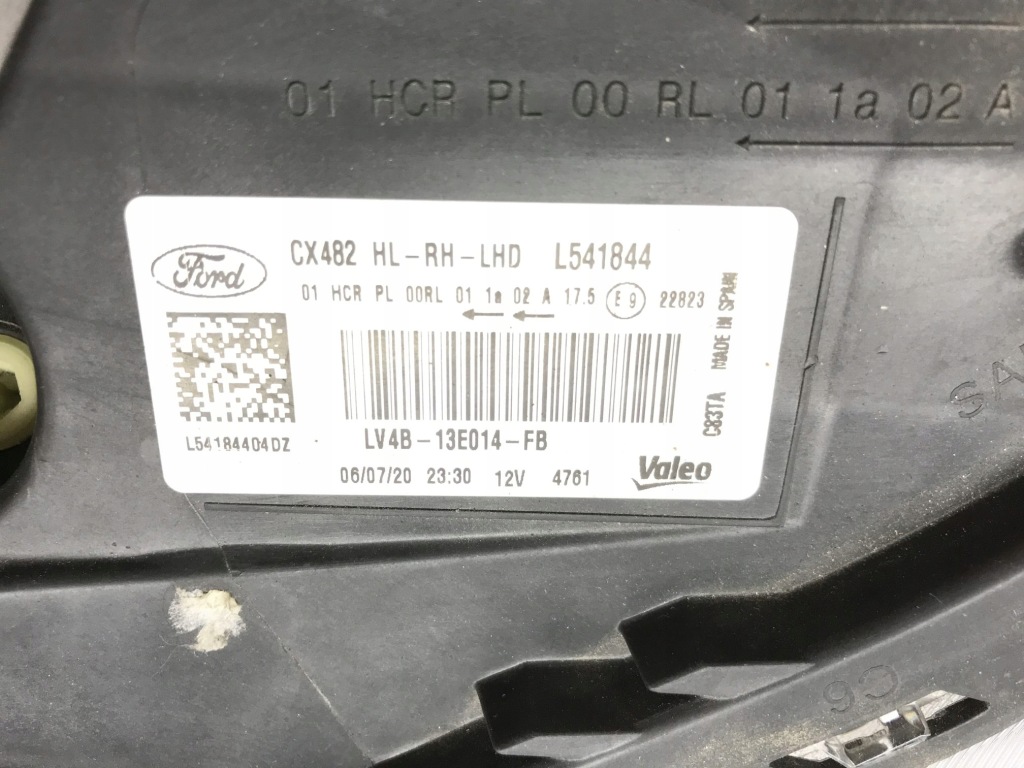 01 HCR PL 00 RL 01 1a 02 A
Ford
CX482 HL-RH-LHD L541844
01 HCR PL 00RL 01 1a 02 A 17.5 E9 22823
MADE IN SPAIN
C83TA
L54184404DZ
LV4B-13E014-FB
06/07/20 23:30 12V 4761
Valeo
SA